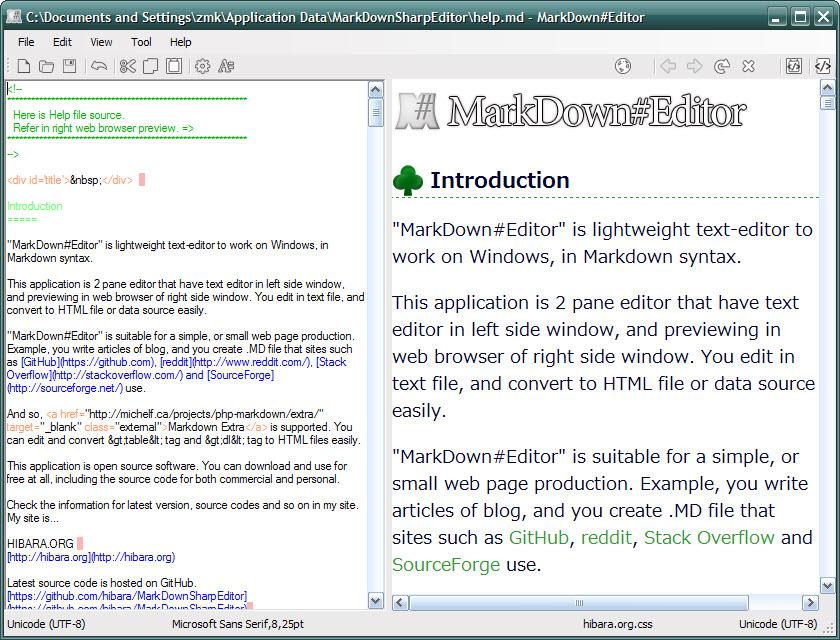 C:\Documents and Settings\zmk\Application Data\MarkDownSharpEditor\help.md - MarkDown#Editor
File Edit View Tool Help
<!--
Here is Help file source.
Refer in right web browser preview. =>
-->
<div id='title'>&nbsp;</div>
Introduction
=====
"MarkDown#Editor" is lightweight text-editor to work on Windows, in
Markdown syntax.
This application is 2 pane editor that have text editor in left side window,
and previewing in web browser of right side window. You edit in text file, and
convert to HTML file or data source easily.
"MarkDown#Editor" is suitable for a simple, or small web page production.
Example, you write articles of blog, and you create .MD file that sites such
as [GitHub](https://github.com), [reddit](http://www.reddit.com/), [Stack
Overflow](http://stackoverflow.com/) and [SourceForge]
(http://sourceforge.net/) use.
And so, <a href="http://michelf.ca/projects/php-markdown/extra/"
target="_blank" class="external">Markdown Extra</a> is supported. You
can edit and convert &gt;table&lt; tag and &gt;dl&lt; tag to HTML files easily.
This application is open source software. You can download and use for
free at all, including the source code for both commercial and personal.
Check the information for latest version, source codes and so on in my site.
My site is...
HIBARA.ORG
[http://hibara.org](http://hibara.org)
Latest source code is hosted on GitHub.
[https://github.com/hibara/MarkDownSharpEditor]
(https://github.com/hibara/MarkDownSharpEditor)
MarkDown#Editor
Introduction
"MarkDown#Editor" is lightweight text-editor to
work on Windows, in Markdown syntax.
This application is 2 pane editor that have text
editor in left side window, and previewing in
web browser of right side window. You edit in
text file, and convert to HTML file or data source
easily.
"MarkDown#Editor" is suitable for a simple, or
small web page production. Example, you write
articles of blog, and you create .MD file that
sites such as GitHub, reddit, Stack Overflow and
SourceForge use.
Unicode (UTF-8) Microsoft Sans Serif,8,25pt hibara.org.css Unicode (UTF-8)